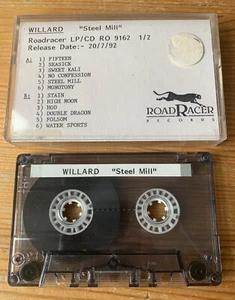 WILLARD "Steel Mill"
Roadracer LP/CD RO 9162 1/2
Release Date:- 20/7/92
A: 1) FIFTEEN
2) SEASICK
3) SWEET KALI
4) NO CONFESSION
5) STEEL MILL
6) MONOTONY
B: 1) STAIN
2) HIGH MOON
3) HOD
4) DOUBLE DRAGON
5) FOLSOM
6) WATER SPORTS
ROADRACER
RECORDS
WILLARD "Steel Mill"